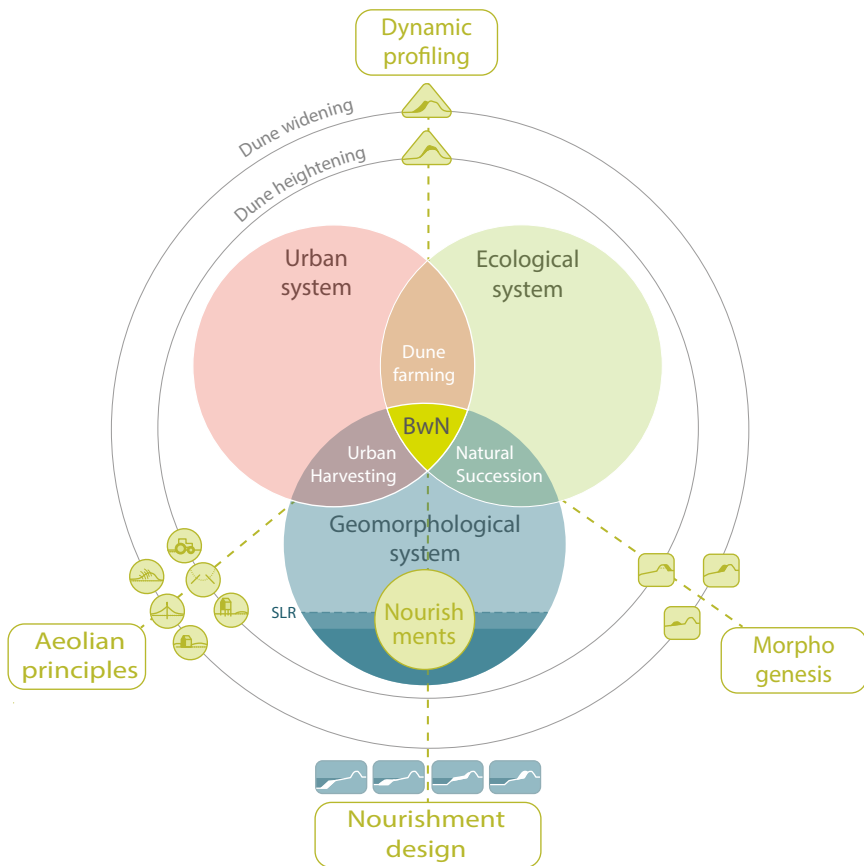 Dynamic
profiling
Dune widening
Dune heightening
Urban
system
Ecological
system
Dune
farming
BwN
Urban
Harvesting
Natural
Succession
Geomorphological
system
SLR
Nourish
ments
Aeolian
principles
Morpho
genesis
Nourishment
design